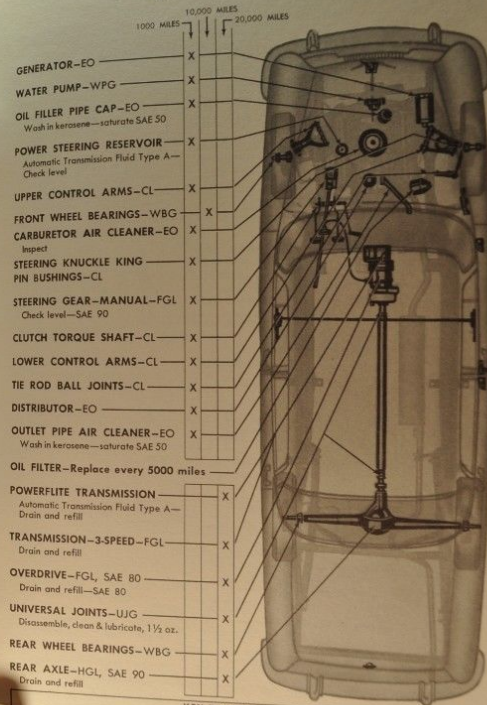 10,000 MILES
1000 MILES
20,000 MILES
GENERATOR—EO X
WATER PUMP—WPG X
OIL FILLER PIPE CAP—EO X
Wash in kerosene—saturate SAE 50
POWER STEERING RESERVOIR X
Automatic Transmission Fluid Type A—
Check level
UPPER CONTROL ARMS—CL X
FRONT WHEEL BEARINGS—WBG X
CARBURETOR AIR CLEANER—EO X
Inspect
STEERING KNUCKLE KING X
PIN BUSHINGS—CL
STEERING GEAR—MANUAL—FGL X
Check level—SAE 90
CLUTCH TORQUE SHAFT—CL X
LOWER CONTROL ARMS—CL X
TIE ROD BALL JOINTS—CL X
DISTRIBUTOR—EO X
OUTLET PIPE AIR CLEANER—EO X
Wash in kerosene—saturate SAE 50
OIL FILTER—Replace every 5000 miles
POWERFLITE TRANSMISSION X
Automatic Transmission Fluid Type A—
Drain and refill
TRANSMISSION—3-SPEED—FGL X
Drain and refill
OVERDRIVE—FGL, SAE 80 X
Drain and refill—SAE 80
UNIVERSAL JOINTS—UJG X
Disassemble, clean & lubricate, 1½ oz.
REAR WHEEL BEARINGS—WBG X
REAR AXLE—HGL, SAE 90 X
Drain and refill